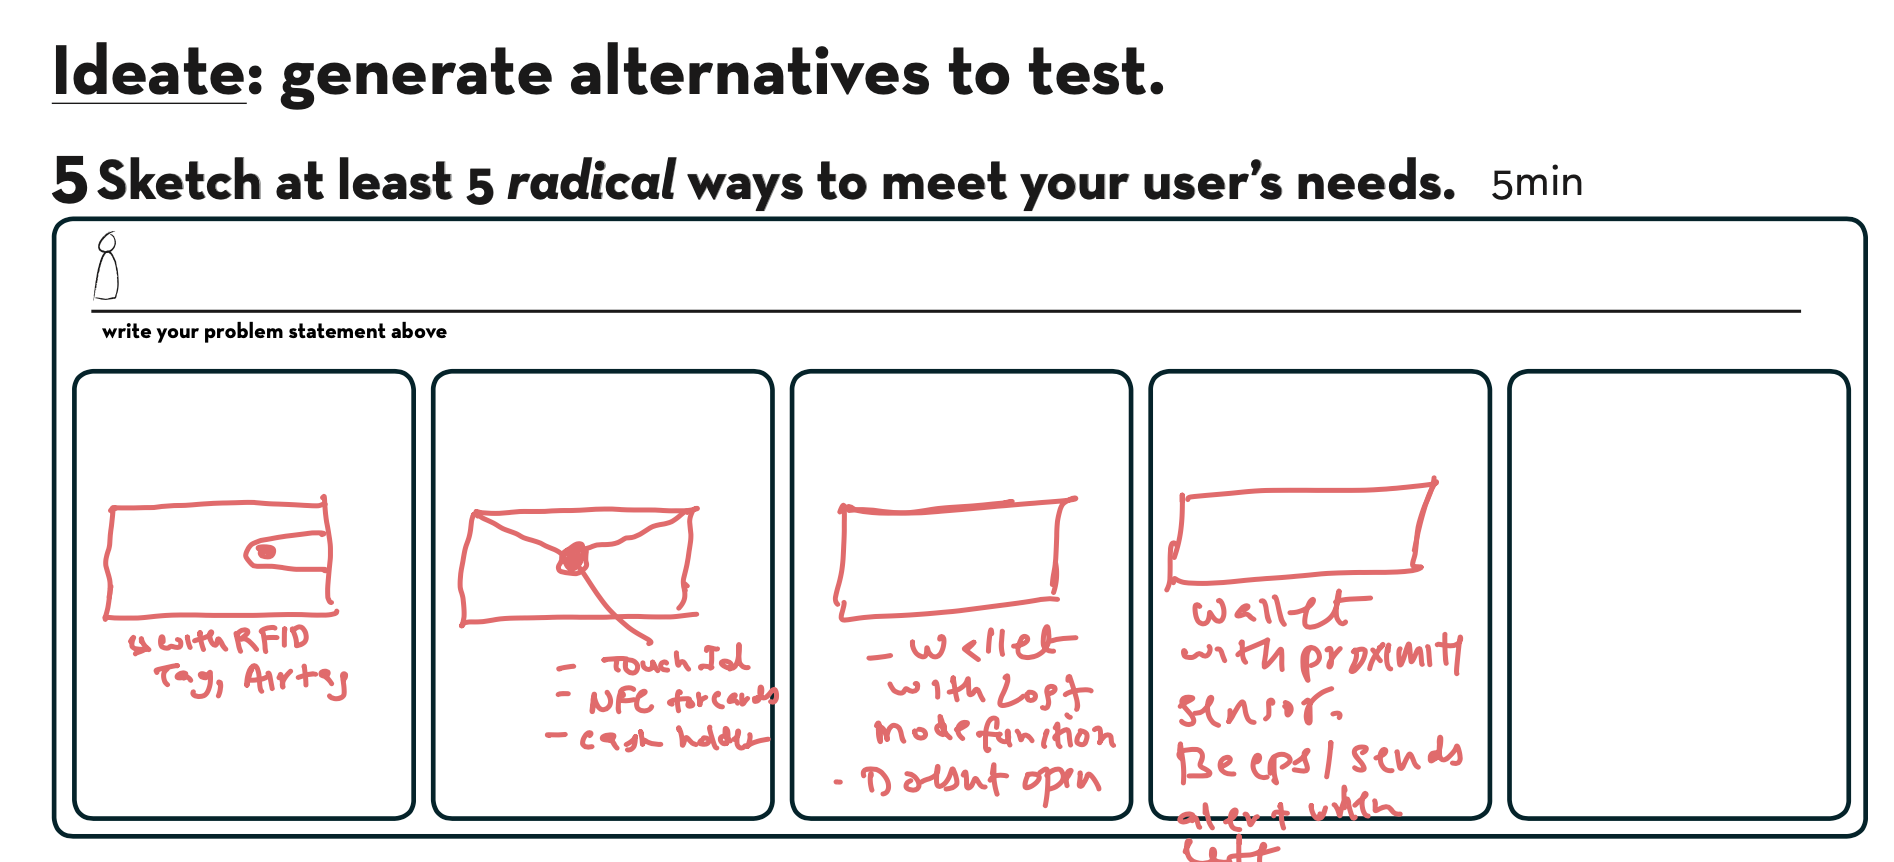 Ideate: generate alternatives to test.
5 Sketch at least 5 radical ways to meet your user's needs. 5min
write your problem statement above
with RFID
Tag, Airtag
- Touch Id
- NFC for cards
- cash holder
- Wallet
with Lost
mode function
- Doesnt open
Wallet
with proximity
sensor.
Beeps/sends
alert when
left